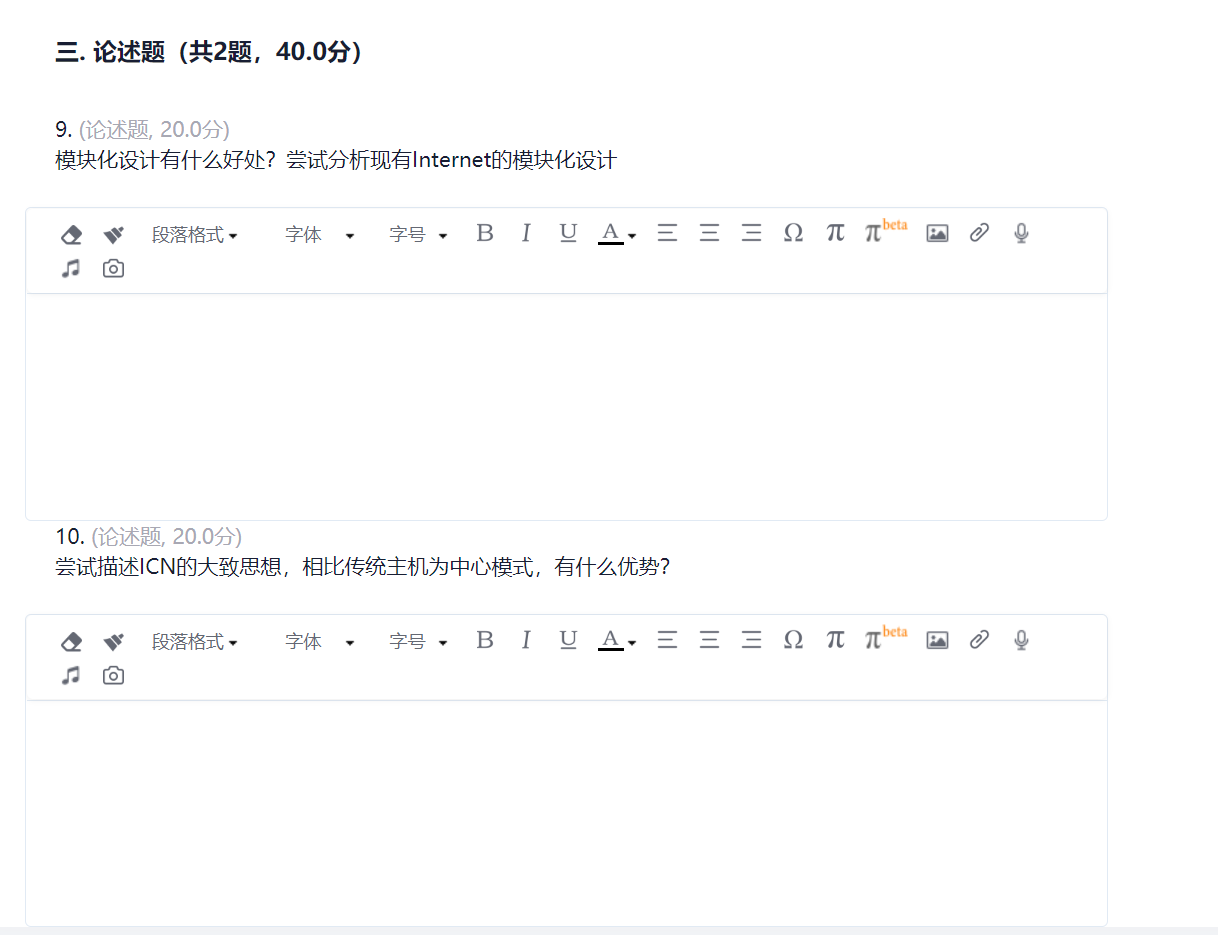 三. 论述题（共2题，40.0分）
9. (论述题, 20.0分)
模块化设计有什么好处？尝试分析现有Internet的模块化设计
段落格式 字体 字号 B I U A Ω π π beta
10. (论述题, 20.0分)
尝试描述ICN的大致思想，相比传统主机为中心模式，有什么优势？
段落格式 字体 字号 B I U A Ω π π beta